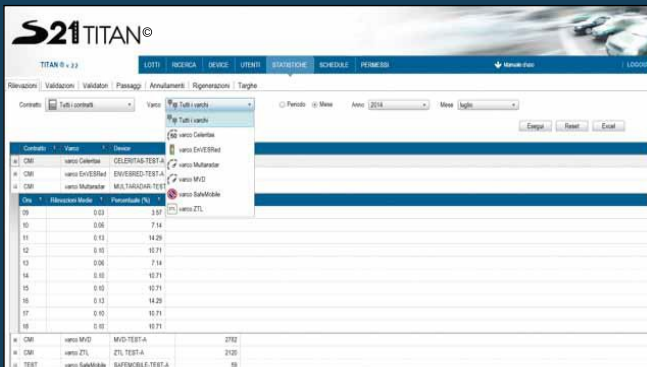 S21 TITAN©
TITAN © v. 2.2 LOTTI RICERCA DEVICE UTENTI STATISTICHE SCHEDULE PERMESSI Manuale d'uso LOGOUT
Rilevazioni Validazioni Validatori Passaggi Annullamenti Rigenerazioni Targhe
Contratto Tutti i contratti Varco Tutti i varchi Periodo Mese Anno 2014 Mese luglio
Tutti i varchi
Esegui Reset Excel
varco Celeritas
Contratto Varco Device
varco EnVESRed
CMI varco Celeritas CELERITAS-TEST-A
varco Multaradar
CMI varco EnVESRed ENVESRED-TEST-A
varco MVD
CMI varco Multaradar MULTARADAR-TEST
varco SafeMobile
Ora Rilevazioni Medie Percentuale (%)
varco ZTL
09 0.03 3.57
10 0.06 7.14
11 0.13 14.29
12 0.10 10.71
13 0.06 7.14
14 0.10 10.71
15 0.10 10.71
16 0.13 14.29
17 0.10 10.71
18 0.10 10.71
CMI varco MVD MVD-TEST-A 2782
CMI varco ZTL ZTL TEST-A 2120
TEST varco SafeMobile SAFEMOBILE-TEST-A 59